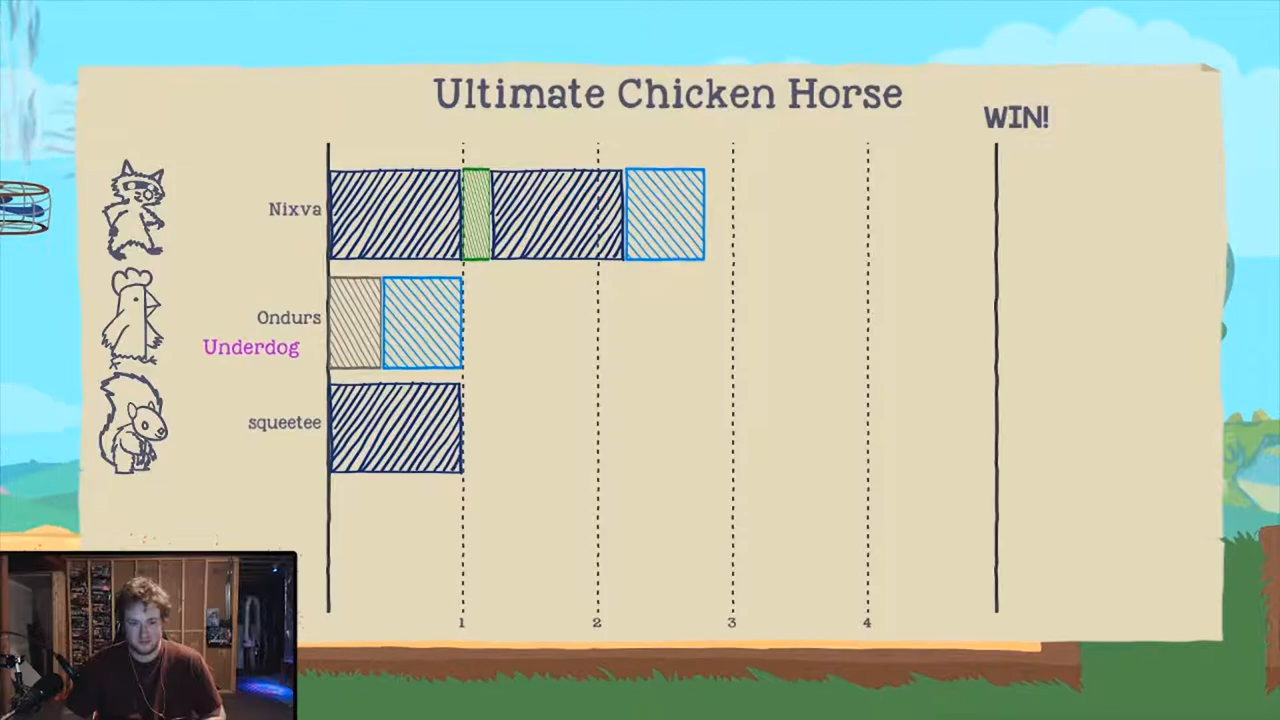 Ultimate Chicken Horse
WIN!
Nixva
Ondurs
Underdog
squeetee
1 2 3 4